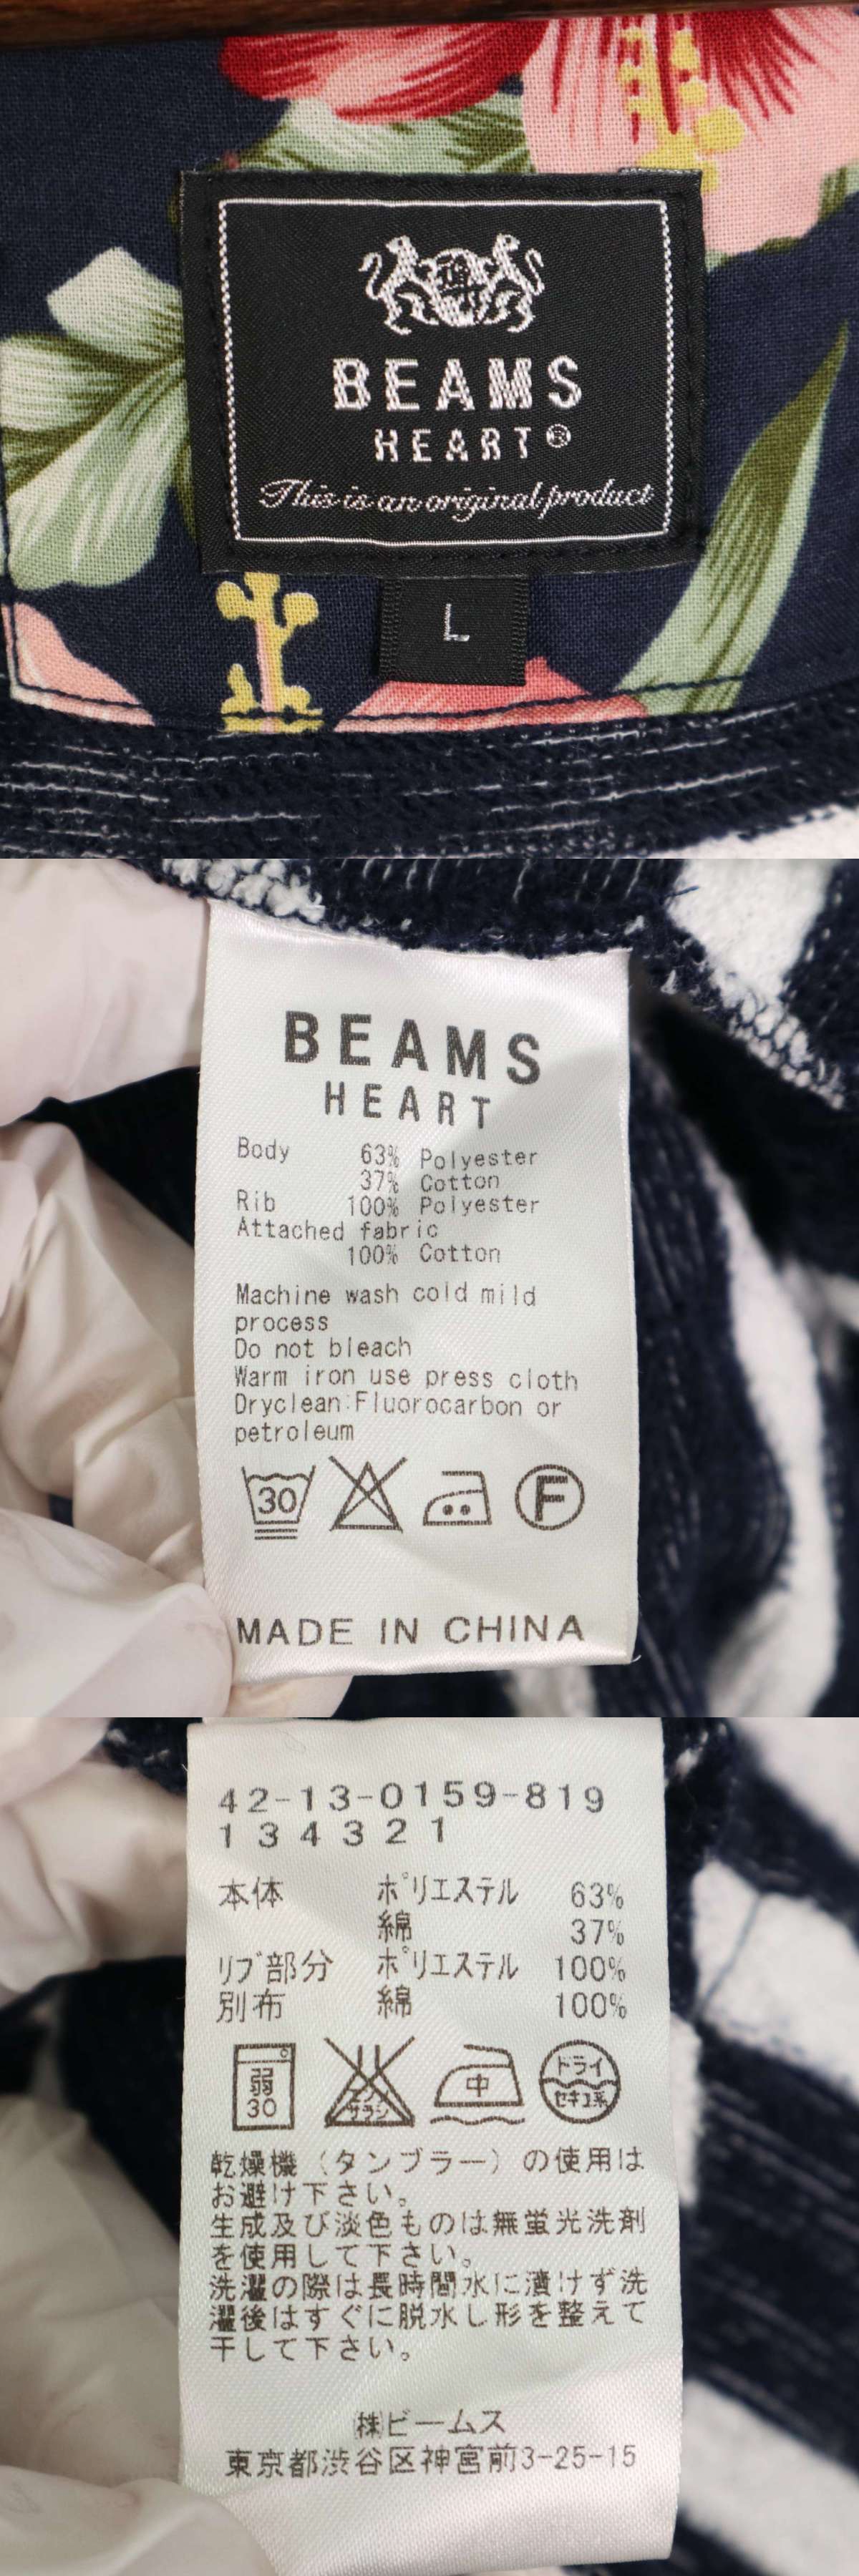 BEAMS
HEART®
This is an original product
L
BEAMS
HEART
Body 63% Polyester
37% Cotton
Rib 100% Polyester
Attached fabric
100% Cotton
Machine wash cold mild
process
Do not bleach
Warm iron use press cloth
Dryclean:Fluorocarbon or
petroleum
30 F
MADE IN CHINA
42-13-0159-819
134321
本体 ポリエステル 63%
綿 37%
リブ部分 ポリエステル 100%
別布 綿 100%
弱 エンソ 中 ドライ
30 サラシ セキユ系
乾燥機（タンブラー）の使用は
お避け下さい。
生成及び淡色ものは無蛍光洗剤
を使用して下さい。
洗濯の際は長時間水に漬けず洗
濯後はすぐに脱水し形を整えて
干して下さい。
㈱ビームス
東京都渋谷区神宮前3-25-15